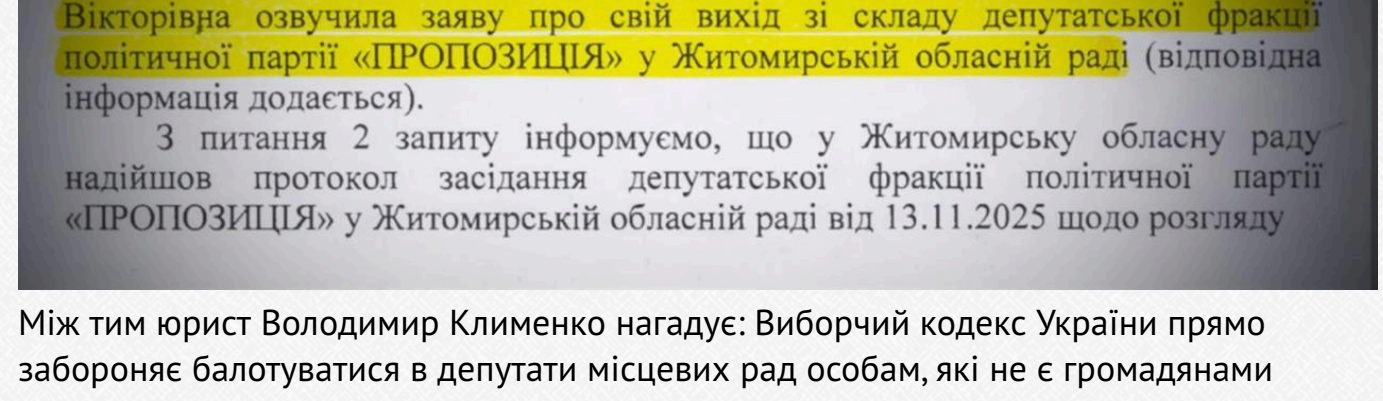 Вікторівна озвучила заяву про свій вихід зі складу депутатської фракції
політичної партії «ПРОПОЗИЦІЯ» у Житомирській обласній раді (відповідна
інформація додається).
З питання 2 запиту інформуємо, що у Житомирську обласну раду
надійшов протокол засідання депутатської фракції політичної партії
«ПРОПОЗИЦІЯ» у Житомирській обласній раді від 13.11.2025 щодо розгляду
Між тим юрист Володимир Клименко нагадує: Виборчий кодекс України прямо
забороняє балотуватися в депутати місцевих рад особам, які не є громадянами